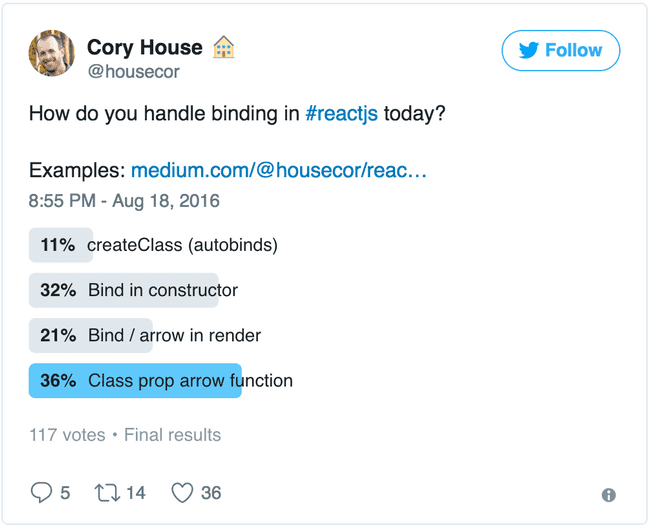 Cory House 🏠
Follow
@housecor
How do you handle binding in #reactjs today?
Examples: medium.com/@housecor/reac…
8:55 PM - Aug 18, 2016
11% createClass (autobinds)
32% Bind in constructor
21% Bind / arrow in render
36% Class prop arrow function
117 votes • Final results
5 14 36